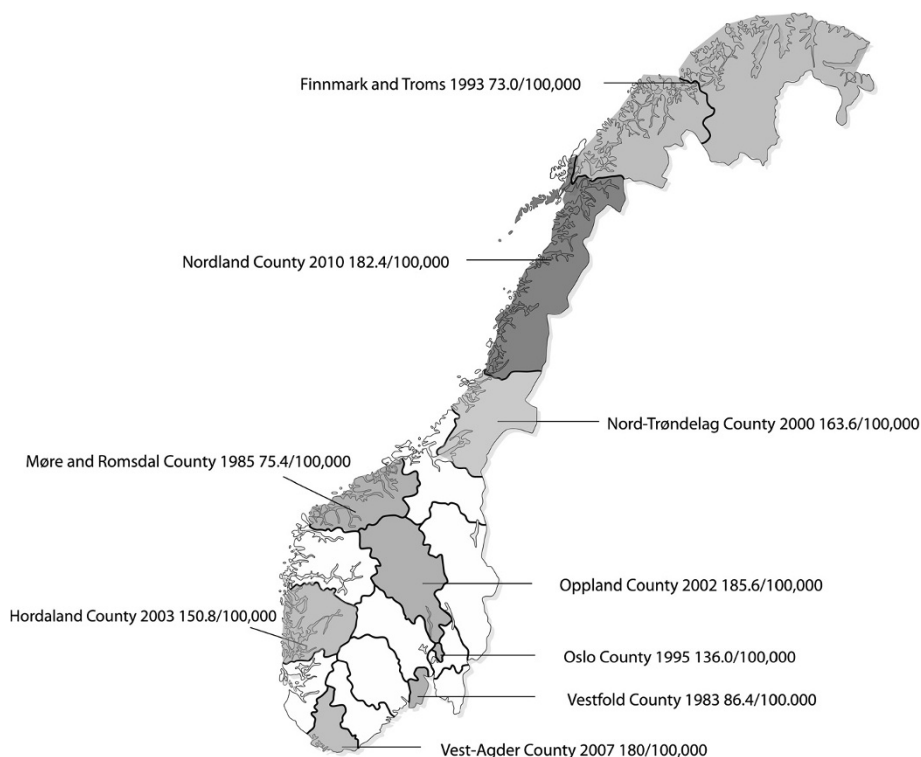 Finnmark and Troms 1993 73.0/100,000
Nordland County 2010 182.4/100,000
Nord-Trøndelag County 2000 163.6/100,000
Møre and Romsdal County 1985 75.4/100,000
Oppland County 2002 185.6/100,000
Hordaland County 2003 150.8/100,000
Oslo County 1995 136.0/100,000
Vestfold County 1983 86.4/100.000
Vest-Agder County 2007 180/100,000